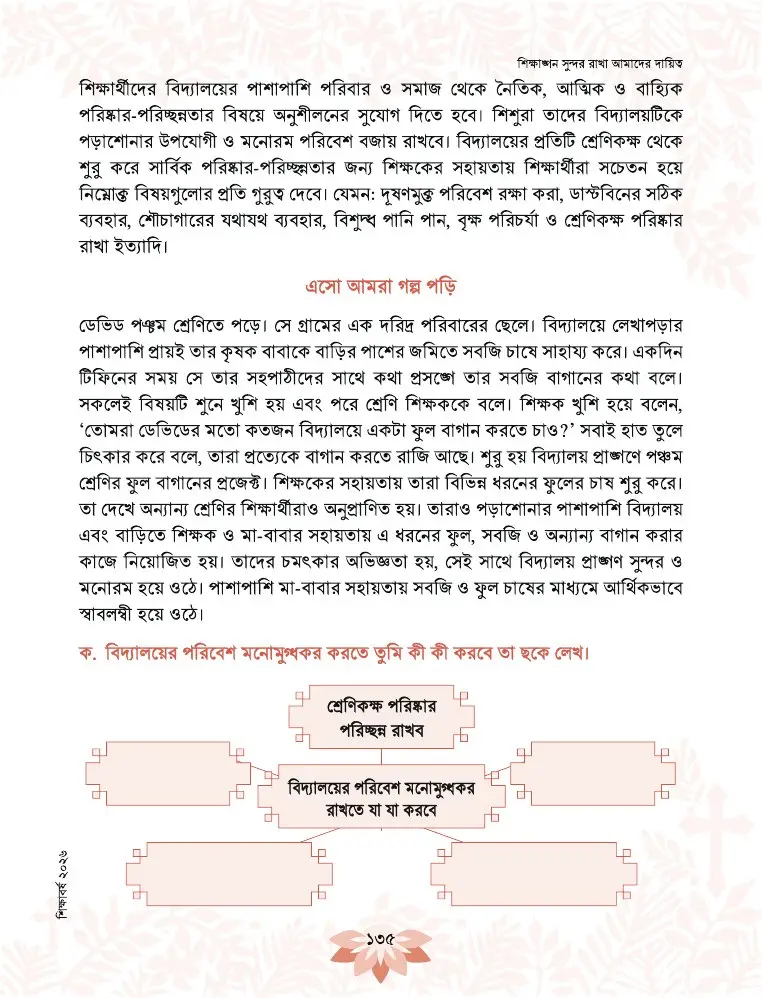 শিক্ষাঙ্গন সুন্দর রাখা আমাদের দায়িত্ব
শিক্ষার্থীদের বিদ্যালয়ের পাশাপাশি পরিবার ও সমাজ থেকে নৈতিক, আত্মিক ও বাহ্যিক
পরিষ্কার-পরিচ্ছন্নতার বিষয়ে অনুশীলনের সুযোগ দিতে হবে। শিশুরা তাদের বিদ্যালয়টিকে
পড়াশোনার উপযোগী ও মনোরম পরিবেশ বজায় রাখবে। বিদ্যালয়ের প্রতিটি শ্রেণিকক্ষ থেকে
শুরু করে সার্বিক পরিষ্কার-পরিচ্ছন্নতার জন্য শিক্ষকের সহায়তায় শিক্ষার্থীরা সচেতন হয়ে
নিম্নোক্ত বিষয়গুলোর প্রতি গুরুত্ব দেবে। যেমন: দূষণমুক্ত পরিবেশ রক্ষা করা, ডাস্টবিনের সঠিক
ব্যবহার, শৌচাগারের যথাযথ ব্যবহার, বিশুদ্ধ পানি পান, বৃক্ষ পরিচর্যা ও শ্রেণিকক্ষ পরিষ্কার
রাখা ইত্যাদি।
এসো আমরা গল্প পড়ি
ডেভিড পঞ্চম শ্রেণিতে পড়ে। সে গ্রামের এক দরিদ্র পরিবারের ছেলে। বিদ্যালয়ে লেখাপড়ার
পাশাপাশি প্রায়ই তার কৃষক বাবাকে বাড়ির পাশের জমিতে সবজি চাষে সাহায্য করে। একদিন
টিফিনের সময় সে তার সহপাঠীদের সাথে কথা প্রসঙ্গে তার সবজি বাগানের কথা বলে।
সকলেই বিষয়টি শুনে খুশি হয় এবং পরে শ্রেণি শিক্ষককে বলে। শিক্ষক খুশি হয়ে বলেন,
‘তোমরা ডেভিডের মতো কতজন বিদ্যালয়ে একটা ফুল বাগান করতে চাও?’ সবাই হাত তুলে
চিৎকার করে বলে, তারা প্রত্যেকে বাগান করতে রাজি আছে। শুরু হয় বিদ্যালয় প্রাঙ্গণে পঞ্চম
শ্রেণির ফুল বাগানের প্রজেক্ট। শিক্ষকের সহায়তায় তারা বিভিন্ন ধরনের ফুলের চাষ শুরু করে।
তা দেখে অন্যান্য শ্রেণির শিক্ষার্থীরাও অনুপ্রাণিত হয়। তারাও পড়াশোনার পাশাপাশি বিদ্যালয়
এবং বাড়িতে শিক্ষক ও মা-বাবার সহায়তায় এ ধরনের ফুল, সবজি ও অন্যান্য বাগান করার
কাজে নিয়োজিত হয়। তাদের চমৎকার অভিজ্ঞতা হয়, সেই সাথে বিদ্যালয় প্রাঙ্গণ সুন্দর ও
মনোরম হয়ে ওঠে। পাশাপাশি মা-বাবার সহায়তায় সবজি ও ফুল চাষের মাধ্যমে আর্থিকভাবে
স্বাবলম্বী হয়ে ওঠে।
ক. বিদ্যালয়ের পরিবেশ মনোমুগ্ধকর করতে তুমি কী কী করবে তা ছকে লেখ।
শ্রেণিকক্ষ পরিষ্কার
পরিচ্ছন্ন রাখব
বিদ্যালয়ের পরিবেশ মনোমুগ্ধকর
রাখতে যা যা করবে
শিক্ষাবর্ষ ২০২৬
১৩৫